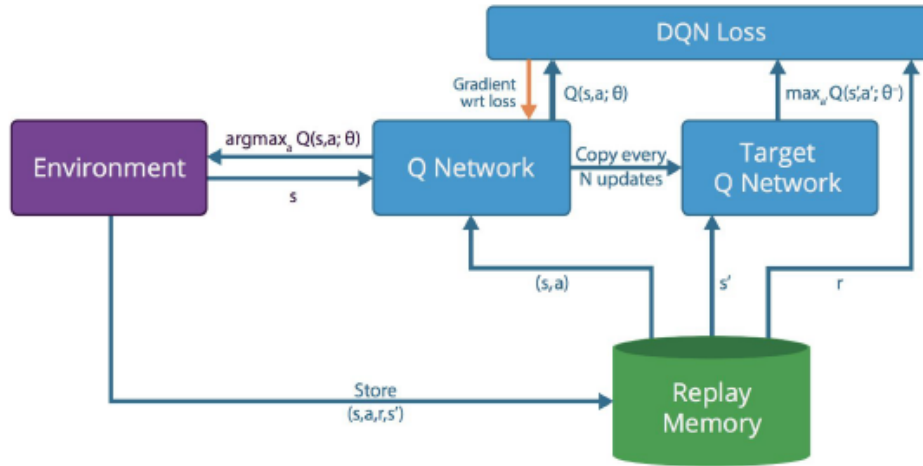 DQN Loss
Gradient
wrt loss
Q(s,a; θ)
maxₐ' Q(s',a'; θ⁻)
argmaxₐ Q(s,a; θ)
Environment
s
Q Network
Copy every
N updates
Target
Q Network
(s,a)
s'
r
Store
(s,a,r,s')
Replay
Memory